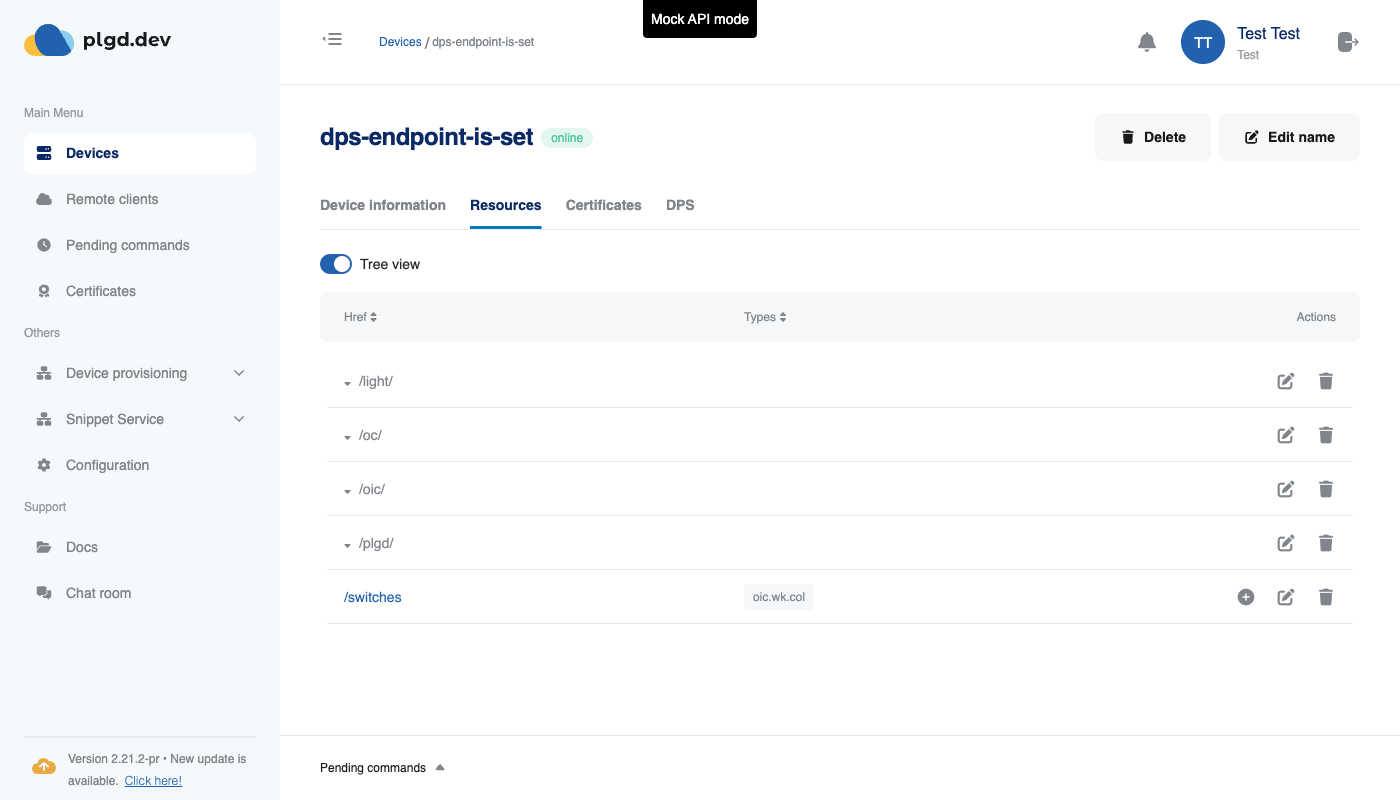 Mock API mode
plgd.dev
Devices / dps-endpoint-is-set
TT
Test Test
Test
Main Menu
Devices
Remote clients
Pending commands
Certificates
Others
Device provisioning
Snippet Service
Configuration
Support
Docs
Chat room
Version 2.21.2-pr • New update is
available. Click here!
dps-endpoint-is-set online
Delete
Edit name
Device information Resources Certificates DPS
Tree view
Href Types Actions
/light/
/oc/
/oic/
/plgd/
/switches oic.wk.col
Pending commands